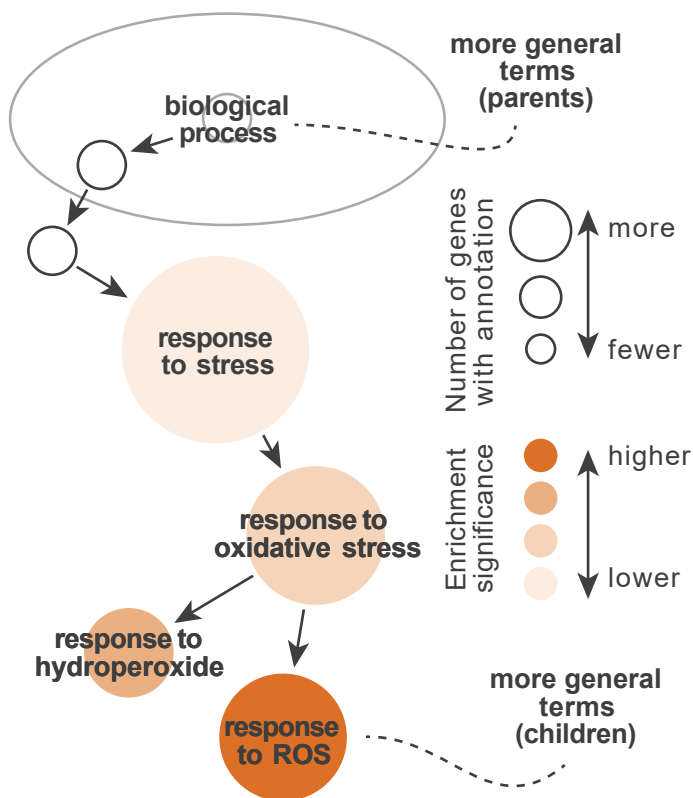 more general
terms
(parents)
biological
process
Number of genes
with annotation
more
fewer
response
to stress
Enrichment
significance
higher
lower
response to
oxidative stress
response to
hydroperoxide
response
to ROS
more general
terms
(children)